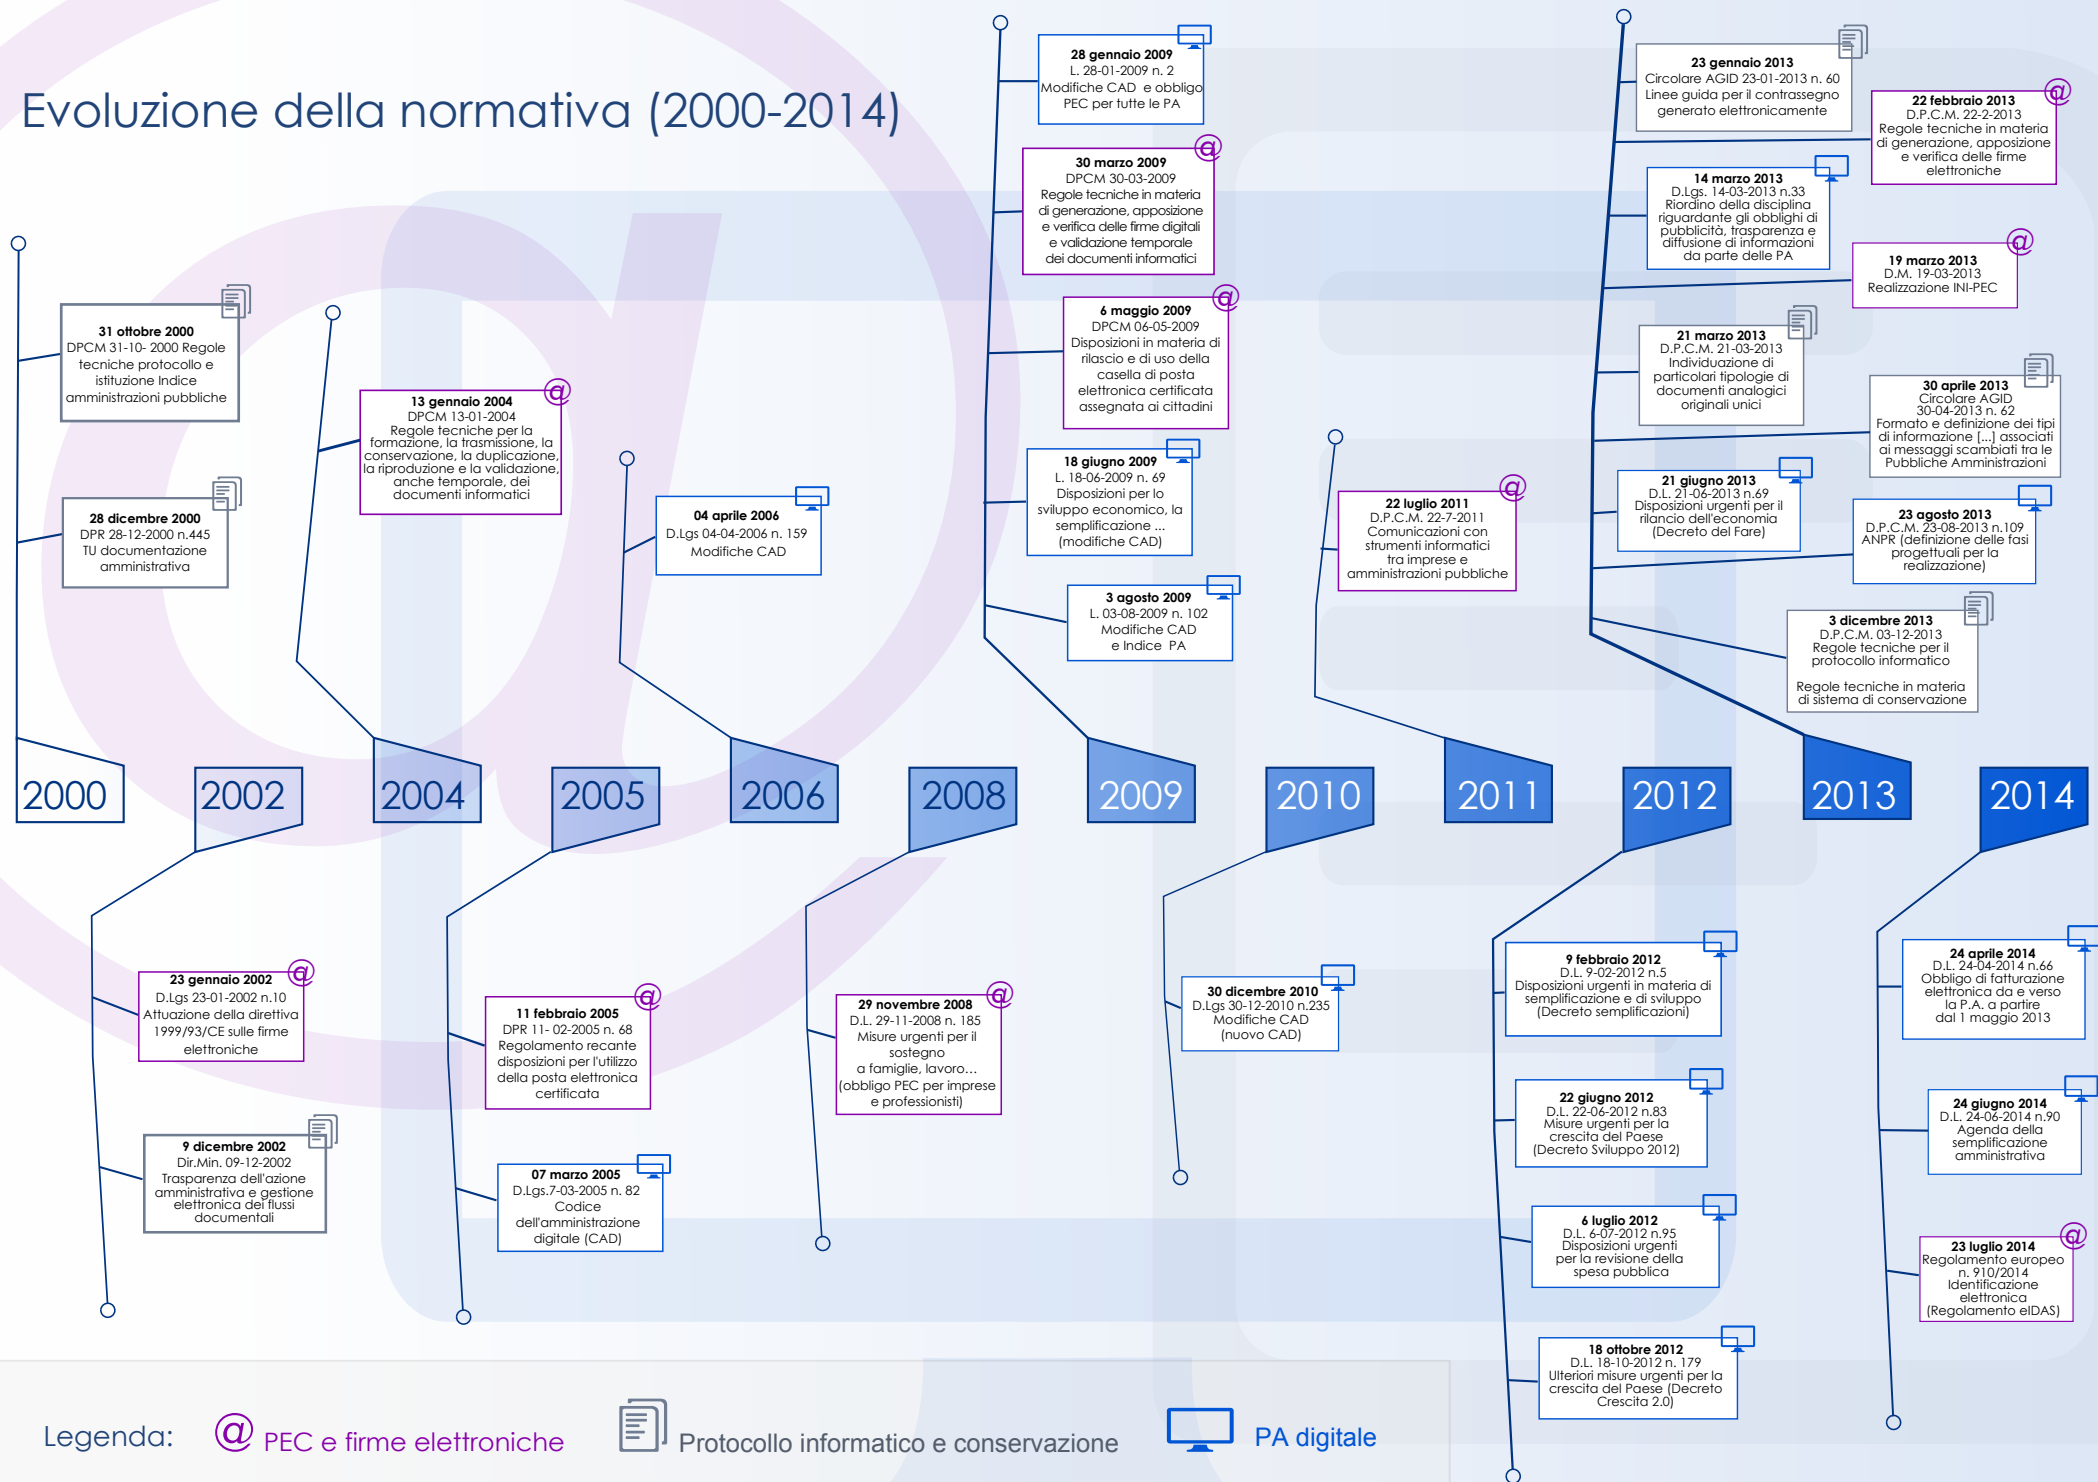 Evoluzione della normativa (2000-2014)
31 ottobre 2000
DPCM 31-10- 2000 Regole
tecniche protocollo e
istituzione Indice
amministrazioni pubbliche
28 dicembre 2000
DPR 28-12-2000 n.445
TU documentazione
amministrativa
13 gennaio 2004
DPCM 13-01-2004
Regole tecniche per la
formazione, la trasmissione, la
conservazione, la duplicazione,
la riproduzione e la validazione,
anche temporale, dei
documenti informatici
04 aprile 2006
D.Lgs 04-04-2006 n. 159
Modifiche CAD
28 gennaio 2009
L. 28-01-2009 n. 2
Modifiche CAD e obbligo
PEC per tutte le PA
30 marzo 2009
DPCM 30-03-2009
Regole tecniche in materia
di generazione, apposizione
e verifica delle firme digitali
e validazione temporale
dei documenti informatici
6 maggio 2009
DPCM 06-05-2009
Disposizioni in materia di
rilascio e di uso della
casella di posta
elettronica certificata
assegnata ai cittadini
18 giugno 2009
L. 18-06-2009 n. 69
Disposizioni per lo
sviluppo economico, la
semplificazione ...
(modifiche CAD)
3 agosto 2009
L. 03-08-2009 n. 102
Modifiche CAD
e Indice PA
22 luglio 2011
D.P.C.M. 22-7-2011
Comunicazioni con
strumenti informatici
tra imprese e
amministrazioni pubbliche
23 gennaio 2013
Circolare AGID 23-01-2013 n. 60
Linee guida per il contrassegno
generato elettronicamente
22 febbraio 2013
D.P.C.M. 22-2-2013
Regole tecniche in materia
di generazione, apposizione
e verifica delle firme
elettroniche
14 marzo 2013
D.Lgs. 14-03-2013 n.33
Riordino della disciplina
riguardante gli obblighi di
pubblicità, trasparenza e
diffusione di informazioni
da parte delle PA
19 marzo 2013
D.M. 19-03-2013
Realizzazione INI-PEC
21 marzo 2013
D.P.C.M. 21-03-2013
Individuazione di
particolari tipologie di
documenti analogici
originali unici
30 aprile 2013
Circolare AGID
30-04-2013 n. 62
Formato e definizione dei tipi
di informazione [...] associati
ai messaggi scambiati tra le
Pubbliche Amministrazioni
21 giugno 2013
D.L. 21-06-2013 n.69
Disposizioni urgenti per il
rilancio dell'economia
(Decreto del Fare)
23 agosto 2013
D.P.C.M. 23-08-2013 n.109
ANPR (definizione delle fasi
progettuali per la
realizzazione)
3 dicembre 2013
D.P.C.M. 03-12-2013
Regole tecniche per il
protocollo informatico
Regole tecniche in materia
di sistema di conservazione
2000
2002
2004
2005
2006
2008
2009
2010
2011
2012
2013
2014
23 gennaio 2002
D.Lgs 23-01-2002 n.10
Attuazione della direttiva
1999/93/CE sulle firme
elettroniche
9 dicembre 2002
Dir.Min. 09-12-2002
Trasparenza dell'azione
amministrativa e gestione
elettronica dei flussi
documentali
11 febbraio 2005
DPR 11- 02-2005 n. 68
Regolamento recante
disposizioni per l'utilizzo
della posta elettronica
certificata
07 marzo 2005
D.Lgs.7-03-2005 n. 82
Codice
dell'amministrazione
digitale (CAD)
29 novembre 2008
D.L. 29-11-2008 n. 185
Misure urgenti per il
sostegno
a famiglie, lavoro...
(obbligo PEC per imprese
e professionisti)
30 dicembre 2010
D.Lgs 30-12-2010 n.235
Modifiche CAD
(nuovo CAD)
9 febbraio 2012
D.L. 9-02-2012 n.5
Disposizioni urgenti in materia di
semplificazione e di sviluppo
(Decreto semplificazioni)
22 giugno 2012
D.L. 22-06-2012 n.83
Misure urgenti per la
crescita del Paese
(Decreto Sviluppo 2012)
6 luglio 2012
D.L. 6-07-2012 n.95
Disposizioni urgenti
per la revisione della
spesa pubblica
18 ottobre 2012
D.L. 18-10-2012 n. 179
Ulteriori misure urgenti per la
crescita del Paese (Decreto
Crescita 2.0)
24 aprile 2014
D.L. 24-04-2014 n.66
Obbligo di fatturazione
elettronica da e verso
la P.A. a partire
dal 1 maggio 2013
24 giugno 2014
D.L. 24-06-2014 n.90
Agenda della
semplificazione
amministrativa
23 luglio 2014
Regolamento europeo
n. 910/2014
Identificazione
elettronica
(Regolamento eIDAS)
Legenda:
@ PEC e firme elettroniche
Protocollo informatico e conservazione
PA digitale